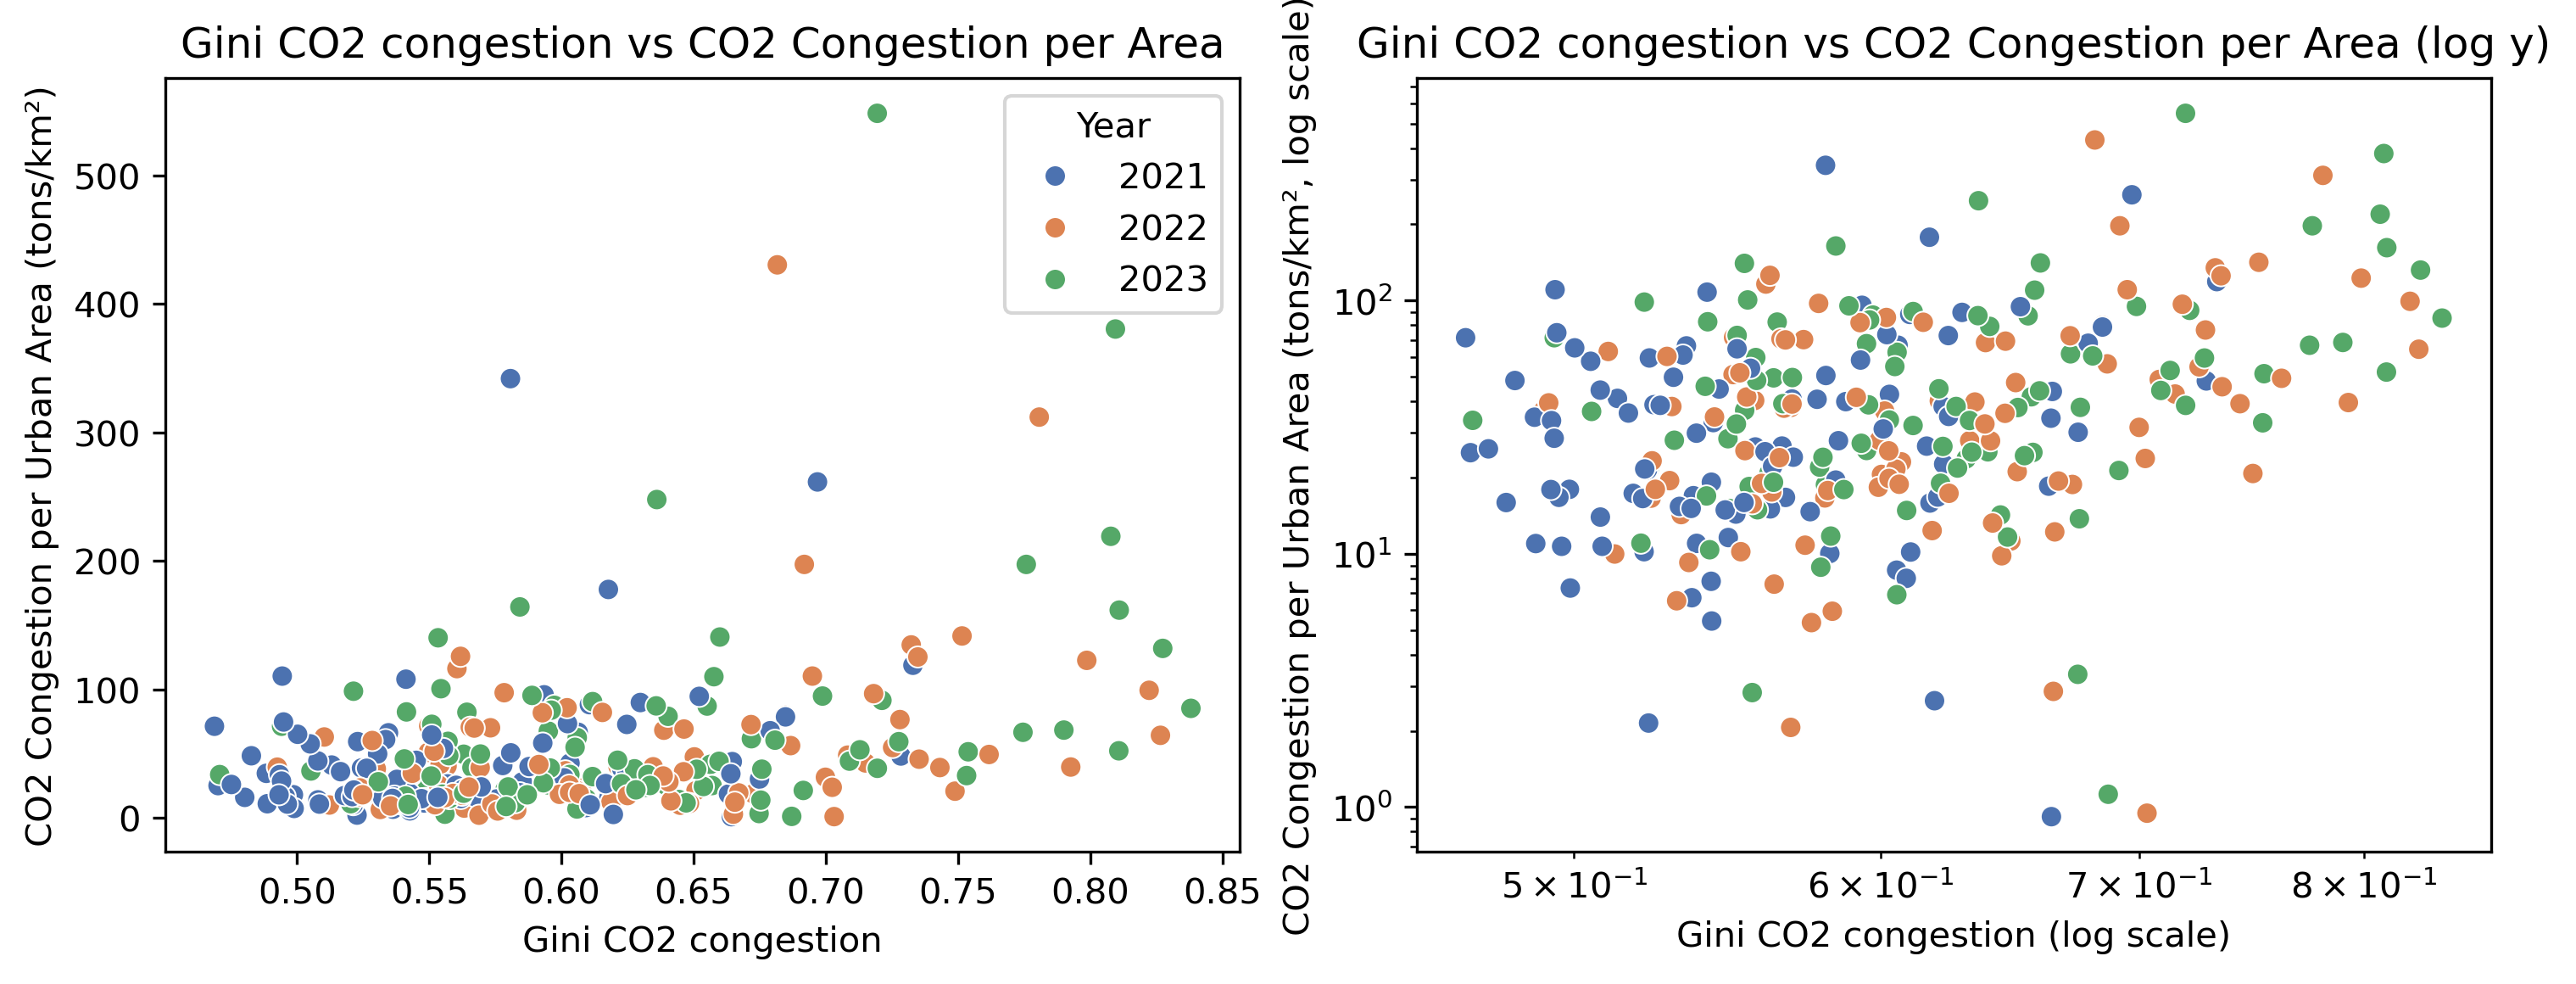 Gini CO2 congestion vs CO2 Congestion per Area
CO2 Congestion per Urban Area (tons/km²)
500
400
300
200
100
0
Year
2021
2022
2023
0.50 0.55 0.60 0.65 0.70 0.75 0.80 0.85
Gini CO2 congestion
Gini CO2 congestion vs CO2 Congestion per Area (log y)
CO2 Congestion per Urban Area (tons/km², log scale)
10²
10¹
10⁰
5 × 10⁻¹ 6 × 10⁻¹ 7 × 10⁻¹ 8 × 10⁻¹
Gini CO2 congestion (log scale)